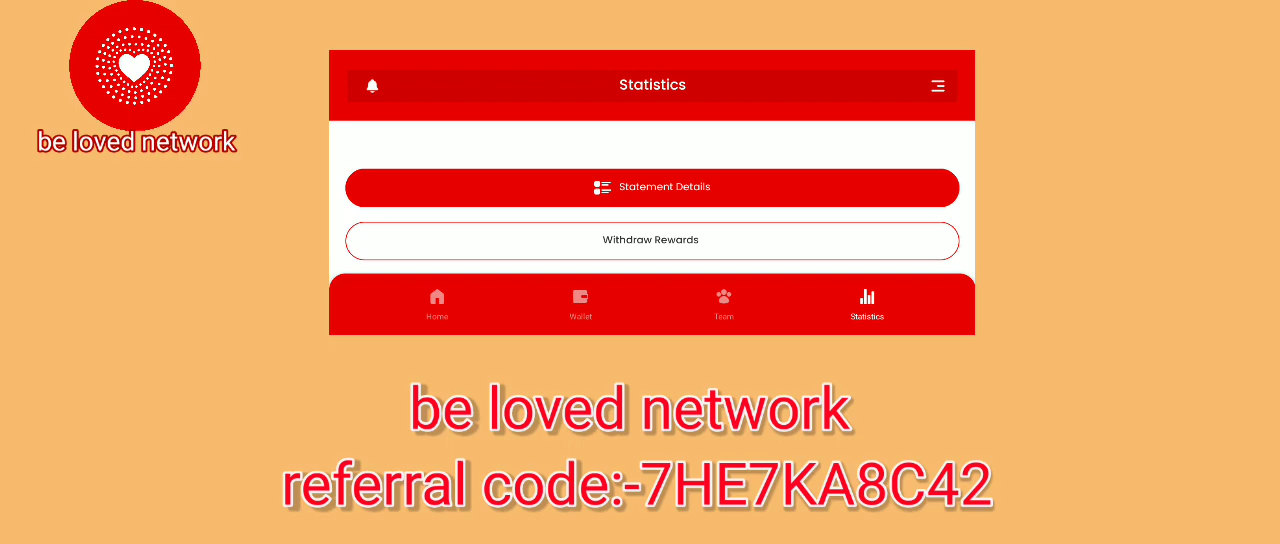 be loved network
Statistics
Statement Details
Withdraw Rewards
Home Wallet Team Statistics
be loved network
referral code:-7HE7KA8C42